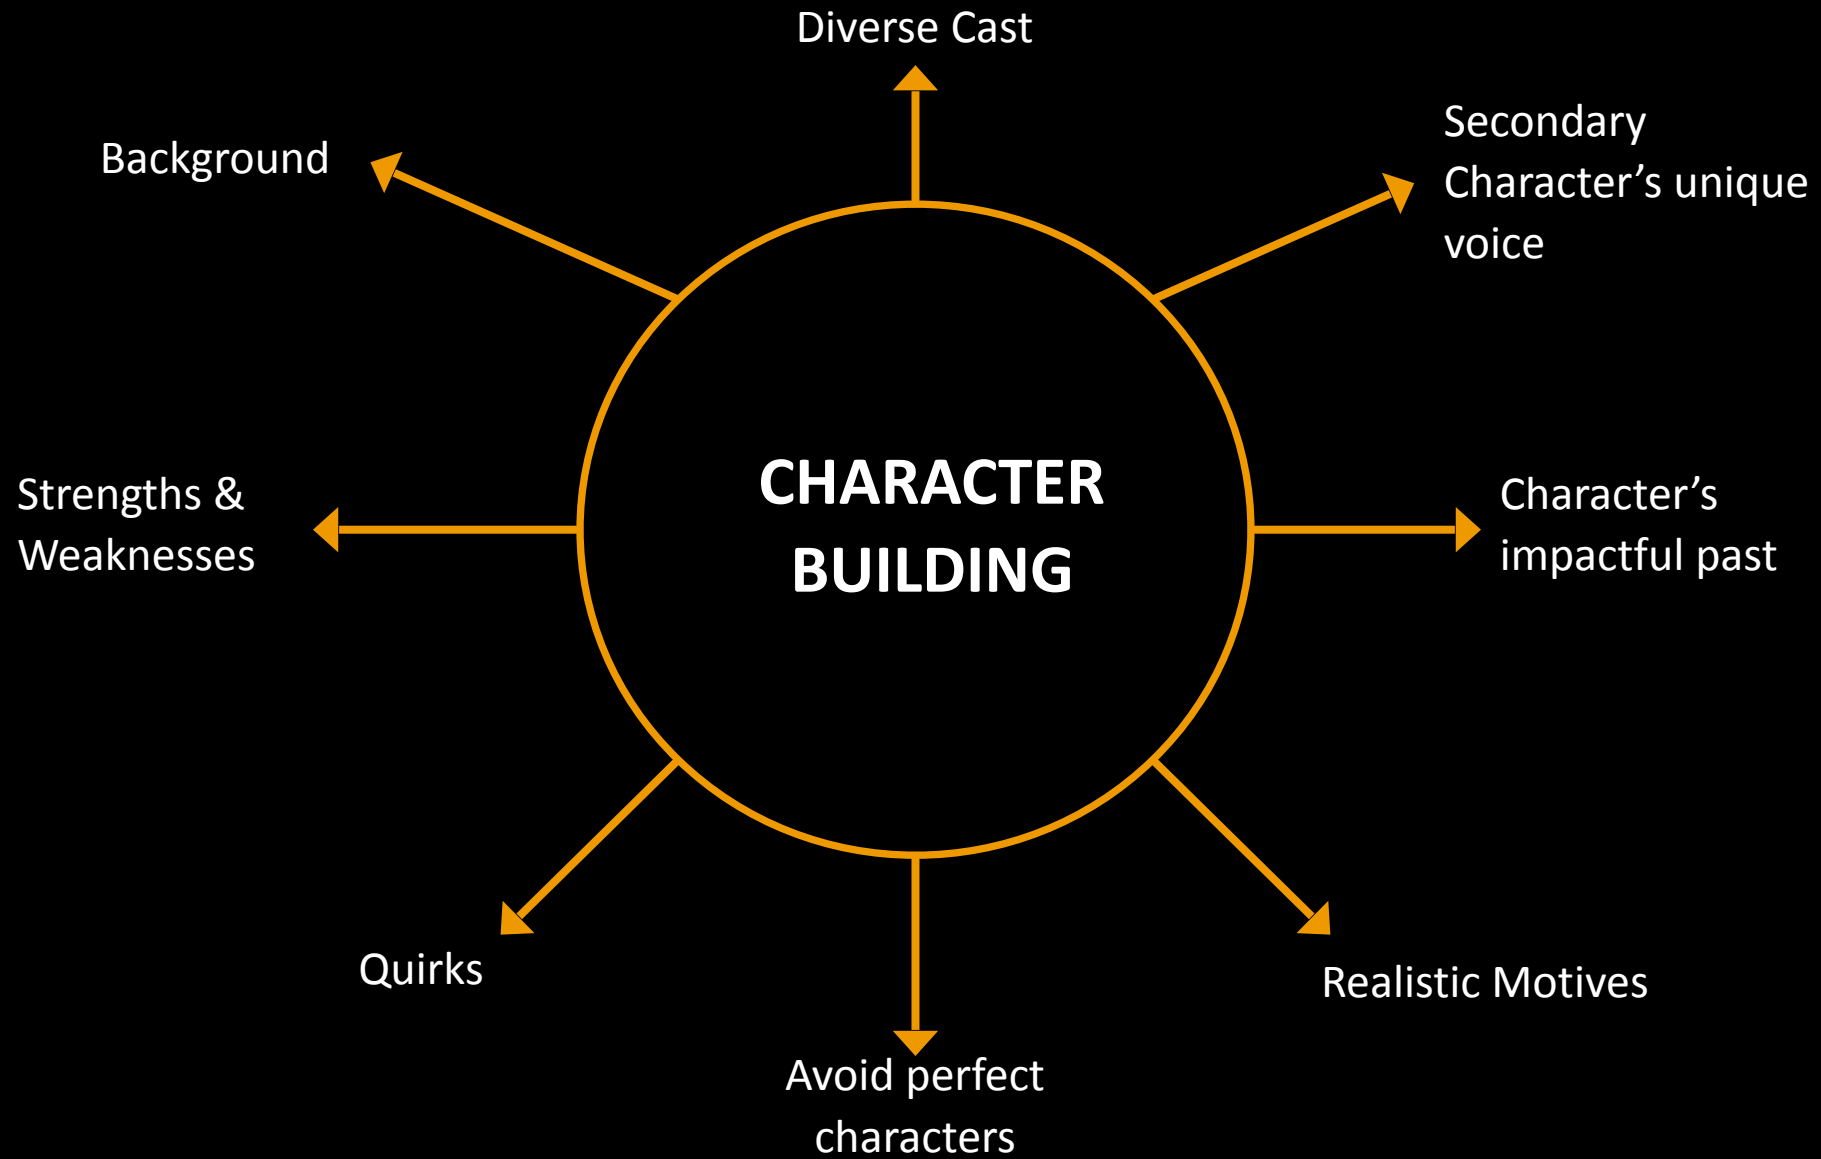 Diverse Cast
Background
Secondary
Character’s unique
voice
Strengths &
Weaknesses
CHARACTER
BUILDING
Character’s
impactful past
Quirks
Realistic Motives
Avoid perfect
characters